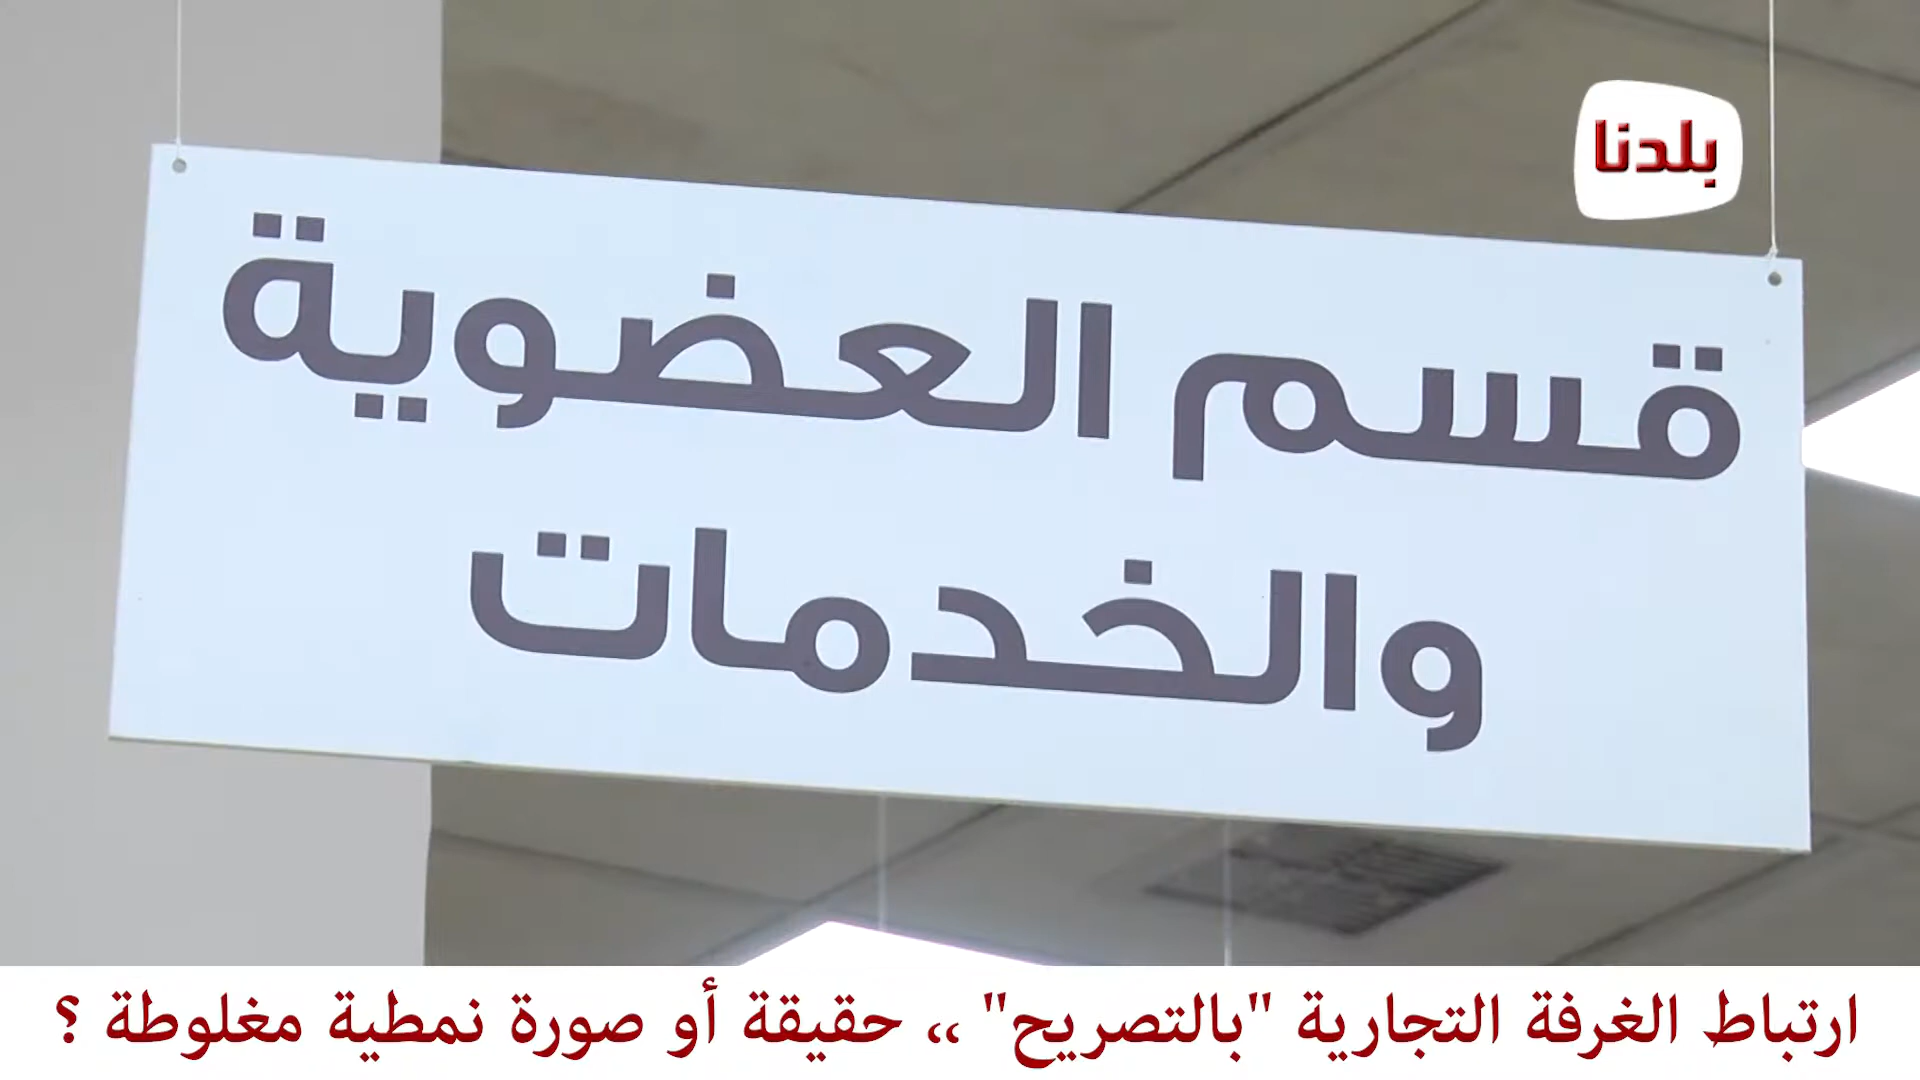 بلدنا
قسم العضوية
والخدمات
ارتباط الغرفة التجارية "بالتصريح" ،، حقيقة أو صورة نمطية مغلوطة ؟